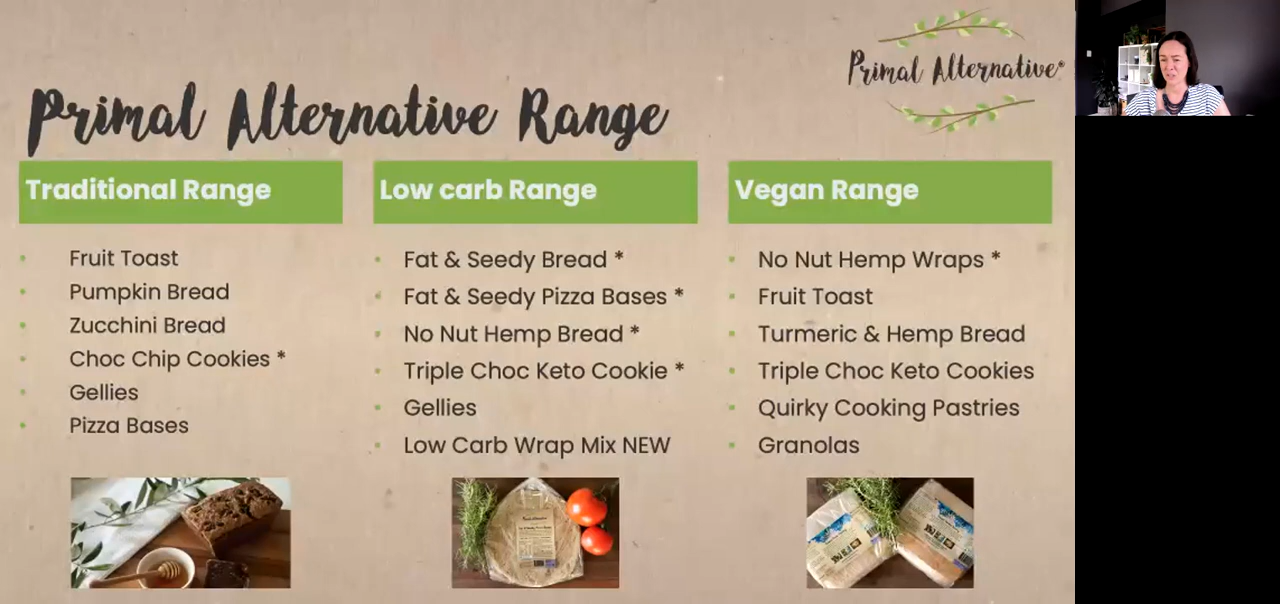 Primal Alternative®
Primal Alternative Range
Traditional Range
Fruit Toast
Pumpkin Bread
Zucchini Bread
Choc Chip Cookies *
Gellies
Pizza Bases
Low carb Range
Fat & Seedy Bread *
Fat & Seedy Pizza Bases *
No Nut Hemp Bread *
Triple Choc Keto Cookie *
Gellies
Low Carb Wrap Mix NEW
Vegan Range
No Nut Hemp Wraps *
Fruit Toast
Turmeric & Hemp Bread
Triple Choc Keto Cookies
Quirky Cooking Pastries
Granolas